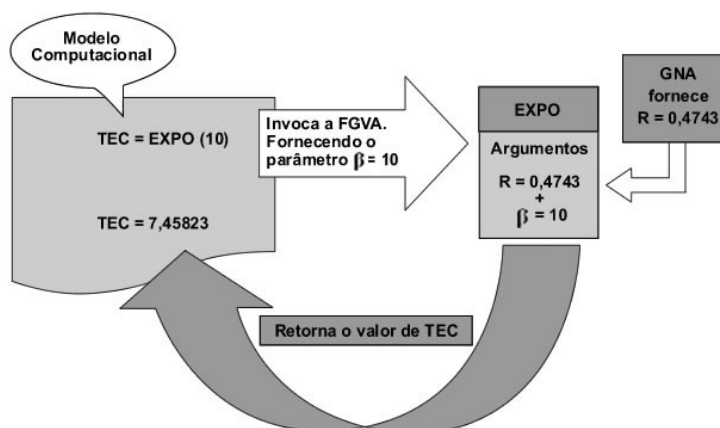 Modelo
Computacional
TEC = EXPO (10)
TEC = 7,45823
Invoca a FGVA.
Fornecendo o
parâmetro β = 10
EXPO
Argumentos
R = 0,4743
+
β = 10
GNA
fornece
R = 0,4743
Retorna o valor de TEC